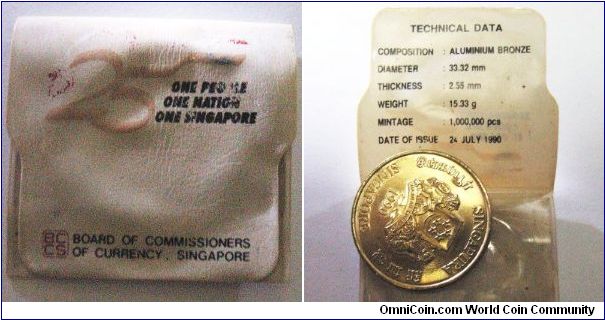 ONE PEOPLE
ONE NATION
ONE SINGAPORE
BCCS
BOARD OF COMMISSIONERS
OF CURRENCY, SINGAPORE
TECHNICAL DATA
COMPOSITION : ALUMINIUM BRONZE
DIAMETER : 33.32 mm
THICKNESS : 2.55 mm
WEIGHT : 15.33 g
MINTAGE : 1,000,000 pcs
DATE OF ISSUE 24 JULY 1990
SINGAPORE
SINGAPURA
OmniCoin.com World Coin Community